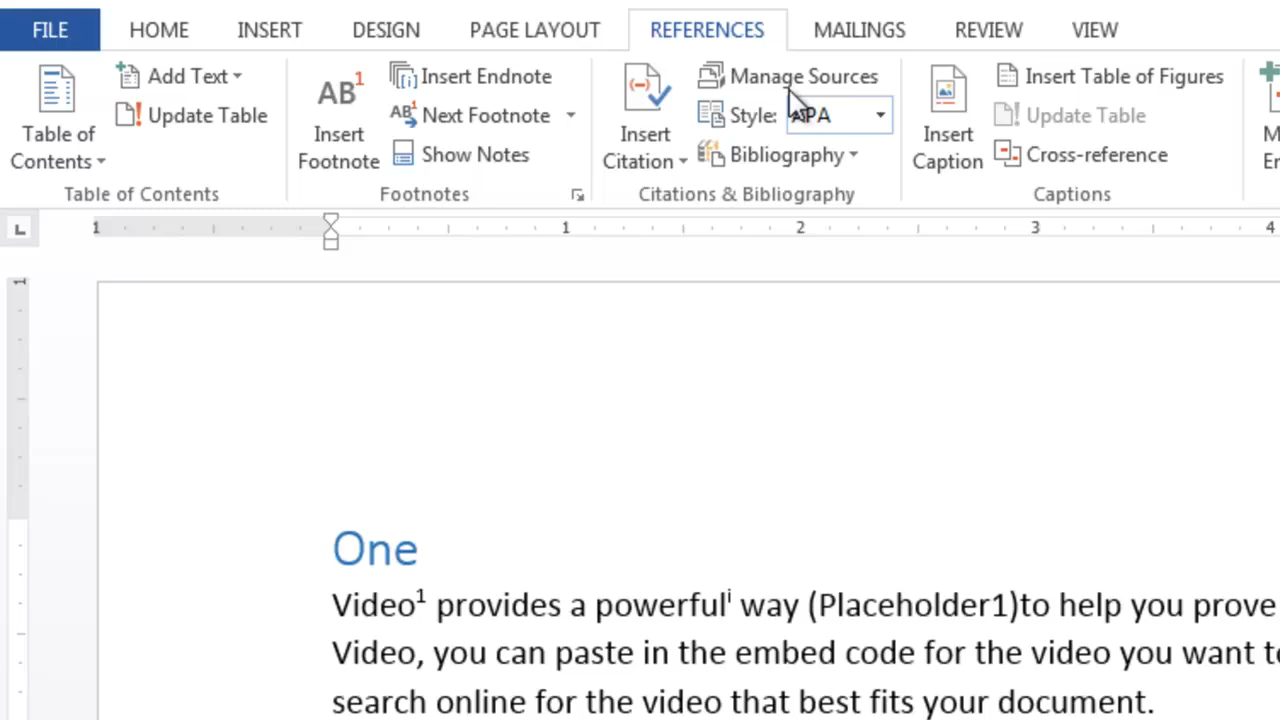 FILE HOME INSERT DESIGN PAGE LAYOUT REFERENCES MAILINGS REVIEW VIEW
Table of
Contents
Add Text
Update Table
Table of Contents
AB1
Insert
Footnote
Insert Endnote
AB1 Next Footnote
Show Notes
Footnotes
Insert
Citation
Manage Sources
Style: APA
Bibliography
Citations & Bibliography
Insert
Caption
Insert Table of Figures
Update Table
Cross-reference
Captions
L 1 1 2 3 4
1
One
Video1 provides a powerfuli way (Placeholder1)to help you prove
Video, you can paste in the embed code for the video you want
search online for the video that best fits your document.